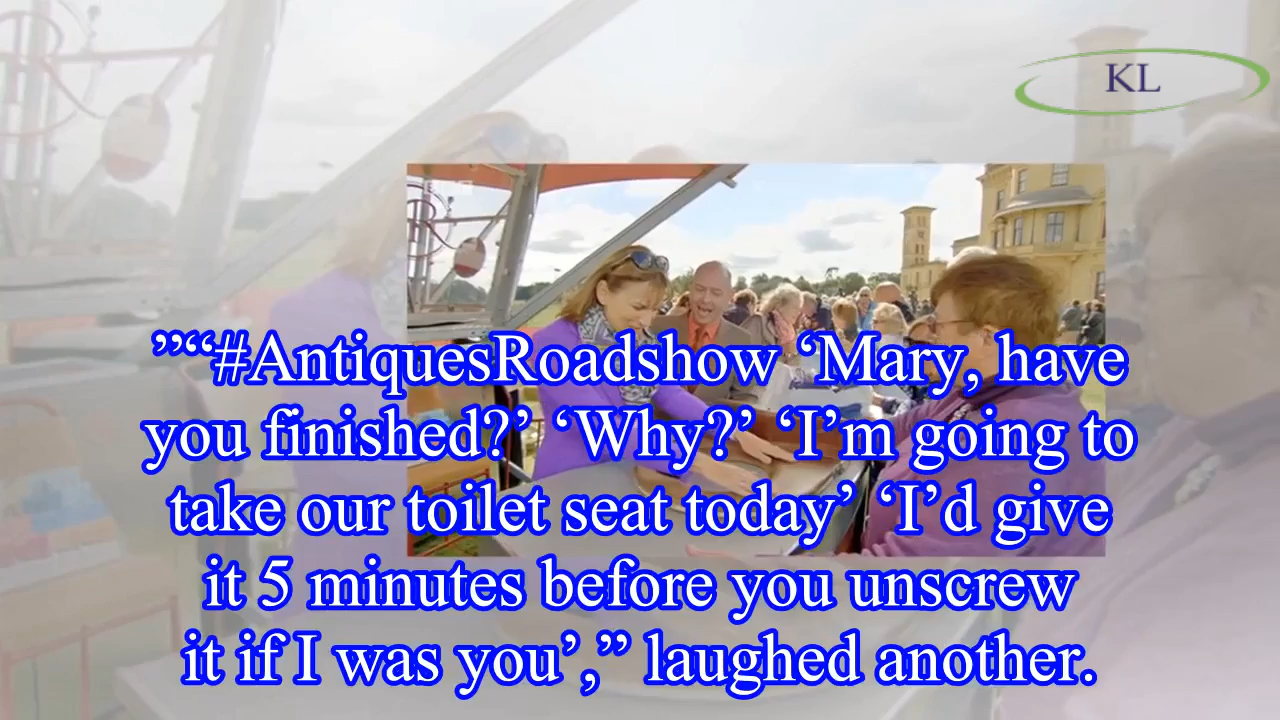 KL
”“#AntiquesRoadshow ‘Mary, have
you finished?’ ‘Why?’ ‘I’m going to
take our toilet seat today’ ‘I’d give
it 5 minutes before you unscrew
it if I was you’,” laughed another.